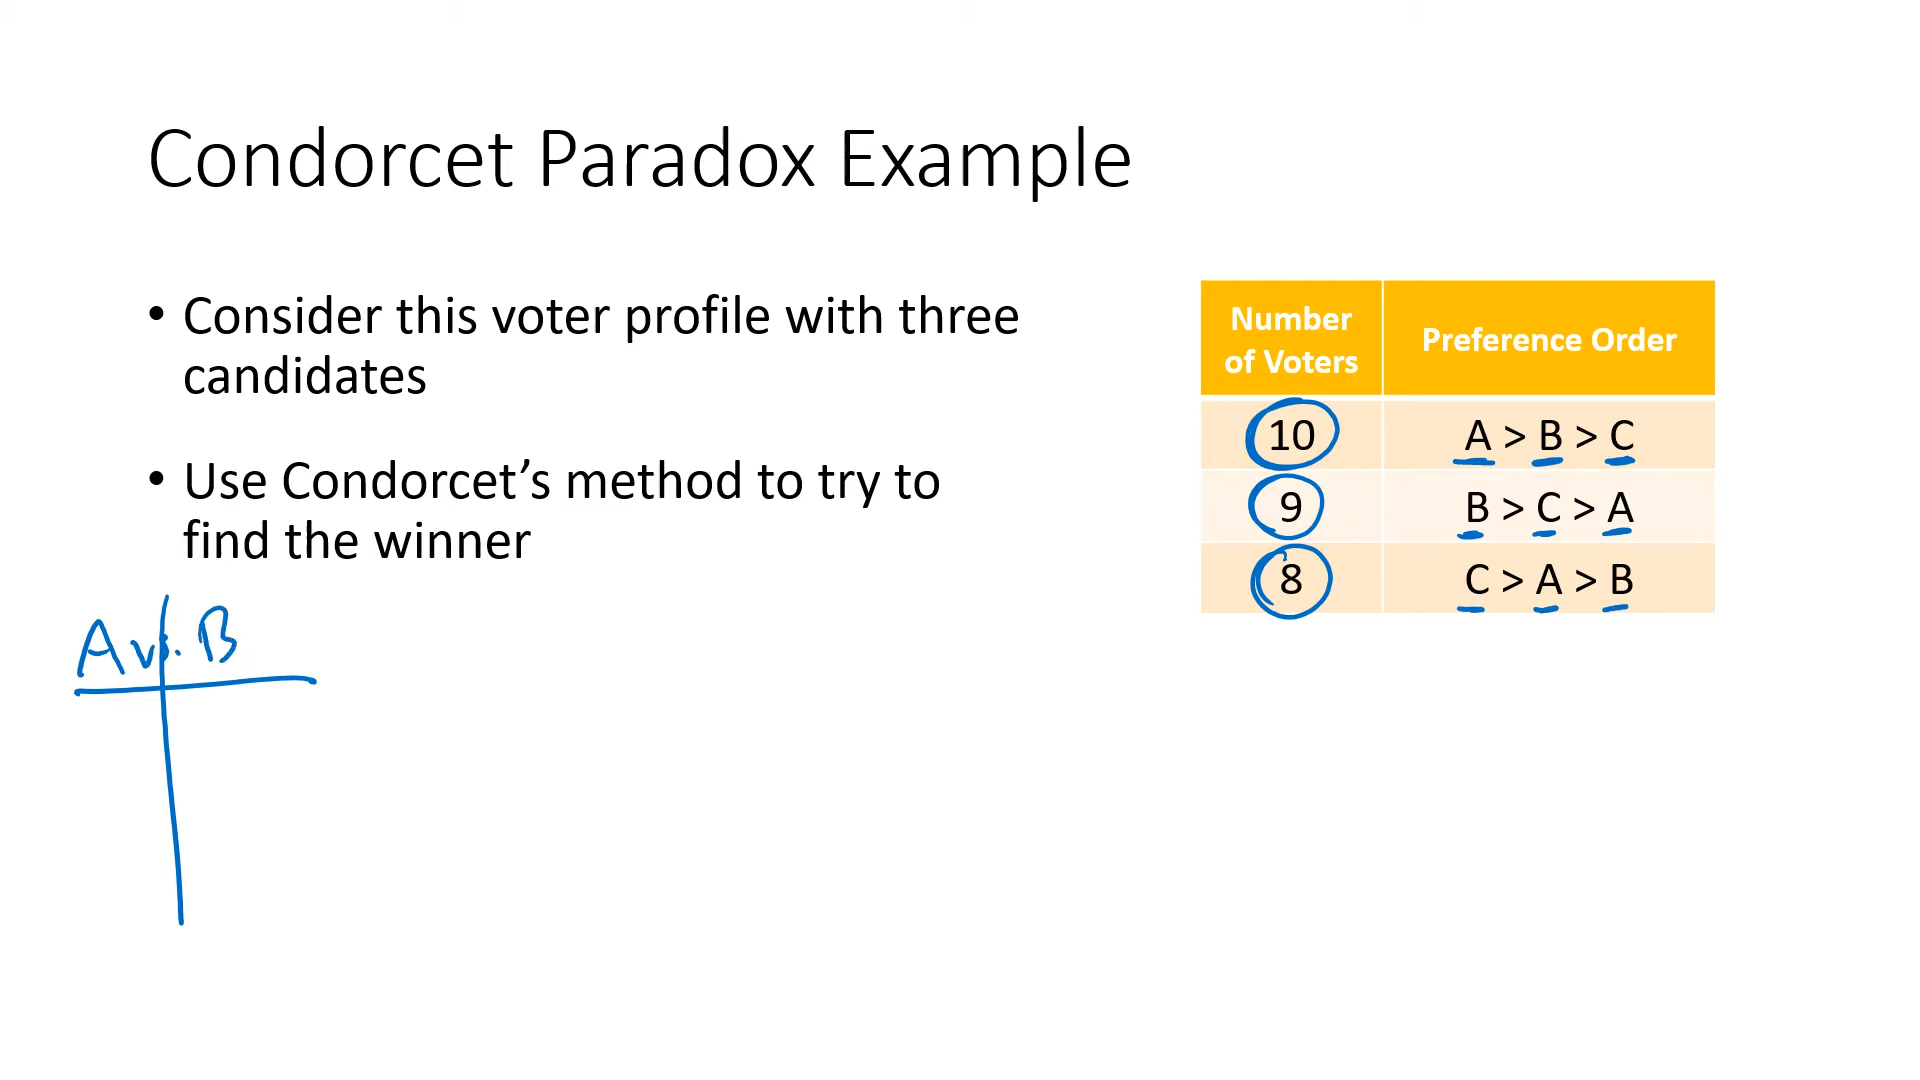 Condorcet Paradox Example
• Consider this voter profile with three
candidates
• Use Condorcet’s method to try to
find the winner
Number
of Voters
Preference Order
10 A > B > C
9 B > C > A
8 C > A > B
A vs. B